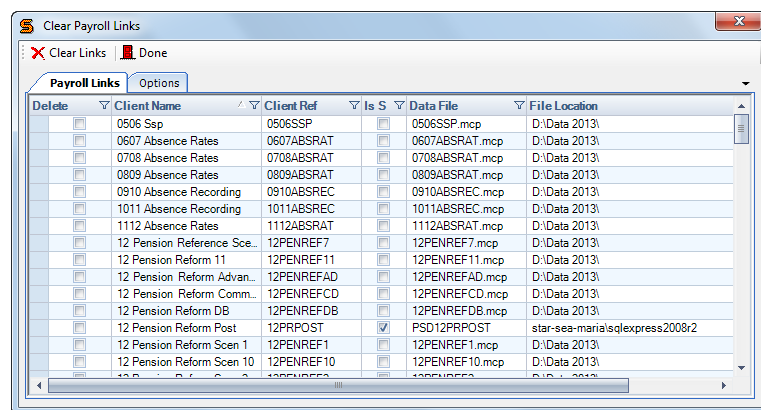 Clear Payroll Links
Clear Links Done
Payroll Links Options
Delete Client Name Client Ref Is S Data File File Location
0506 Ssp 0506SSP 0506SSP.mcp D:\Data 2013\
0607 Absence Rates 0607ABSRAT 0607ABSRAT.mcp D:\Data 2013\
0708 Absence Rates 0708ABSRAT 0708ABSRAT.mcp D:\Data 2013\
0809 Absence Rates 0809ABSRAT 0809ABSRAT.mcp D:\Data 2013\
0910 Absence Recording 0910ABSREC 0910ABSREC.mcp D:\Data 2013\
1011 Absence Recording 1011ABSREC 1011ABSREC.mcp D:\Data 2013\
1112 Absence Rates 1112ABSRAT 1112ABSRAT.mcp D:\Data 2013\
12 Pension Reference Sce... 12PENREF7 12PENREF7.mcp D:\Data 2013\
12 Pension Reform 11 12PENREF11 12PENREF11.mcp D:\Data 2013\
12 Pension Reform Advan... 12PENREFAD 12PENREFAD.mcp D:\Data 2013\
12 Pension Reform Comm... 12PENREFCD 12PENREFCD.mcp D:\Data 2013\
12 Pension Reform DB 12PENREFDB 12PENREFDB.mcp D:\Data 2013\
12 Pension Reform Post 12PRPOST PSD12PRPOST star-sea-maria\sqlexpress2008r2
12 Pension Reform Scen 1 12PENREF1 12PENREF1.mcp D:\Data 2013\
12 Pension Reform Scen 10 12PENREF10 12PENREF10.mcp D:\Data 2013\